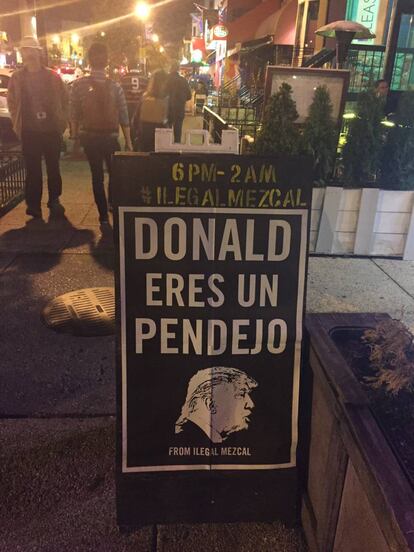 6PM-2AM
#ILEGALMEZCAL
DONALD
ERES UN
PENDEJO
FROM ILEGAL MEZCAL